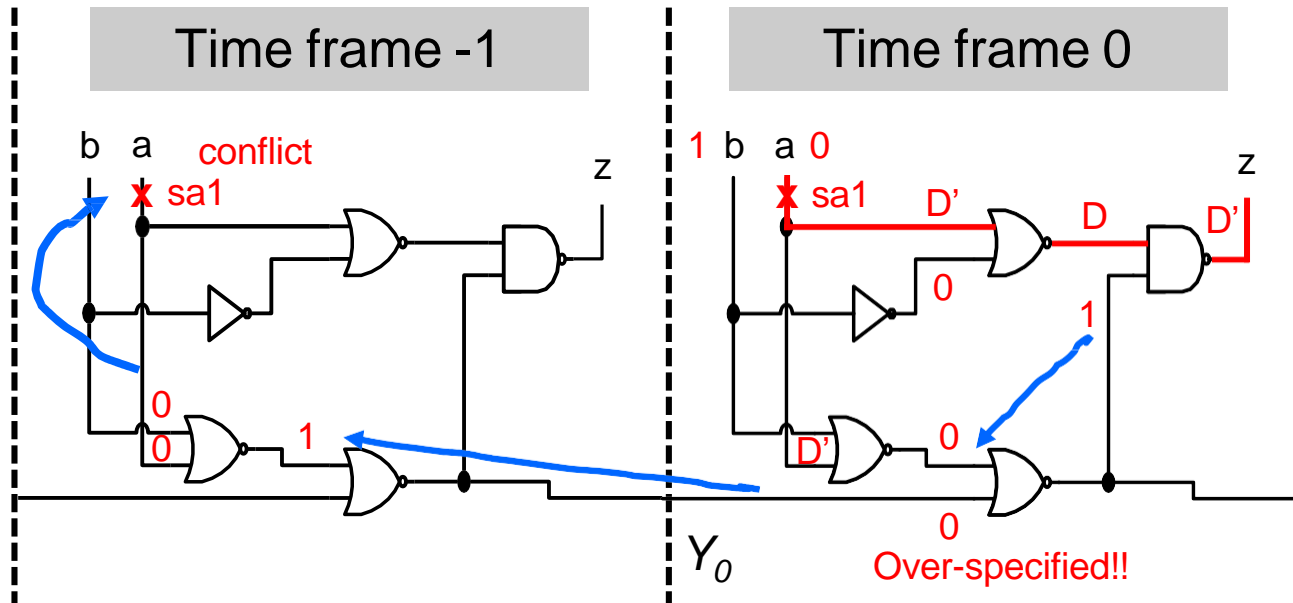 Time frame -1
Time frame 0
b a
conflict
sa1
z
0
0
1
1 b a 0
sa1
z
D'
D
D'
0
1
D'
0
0
Y0
Over-specified!!